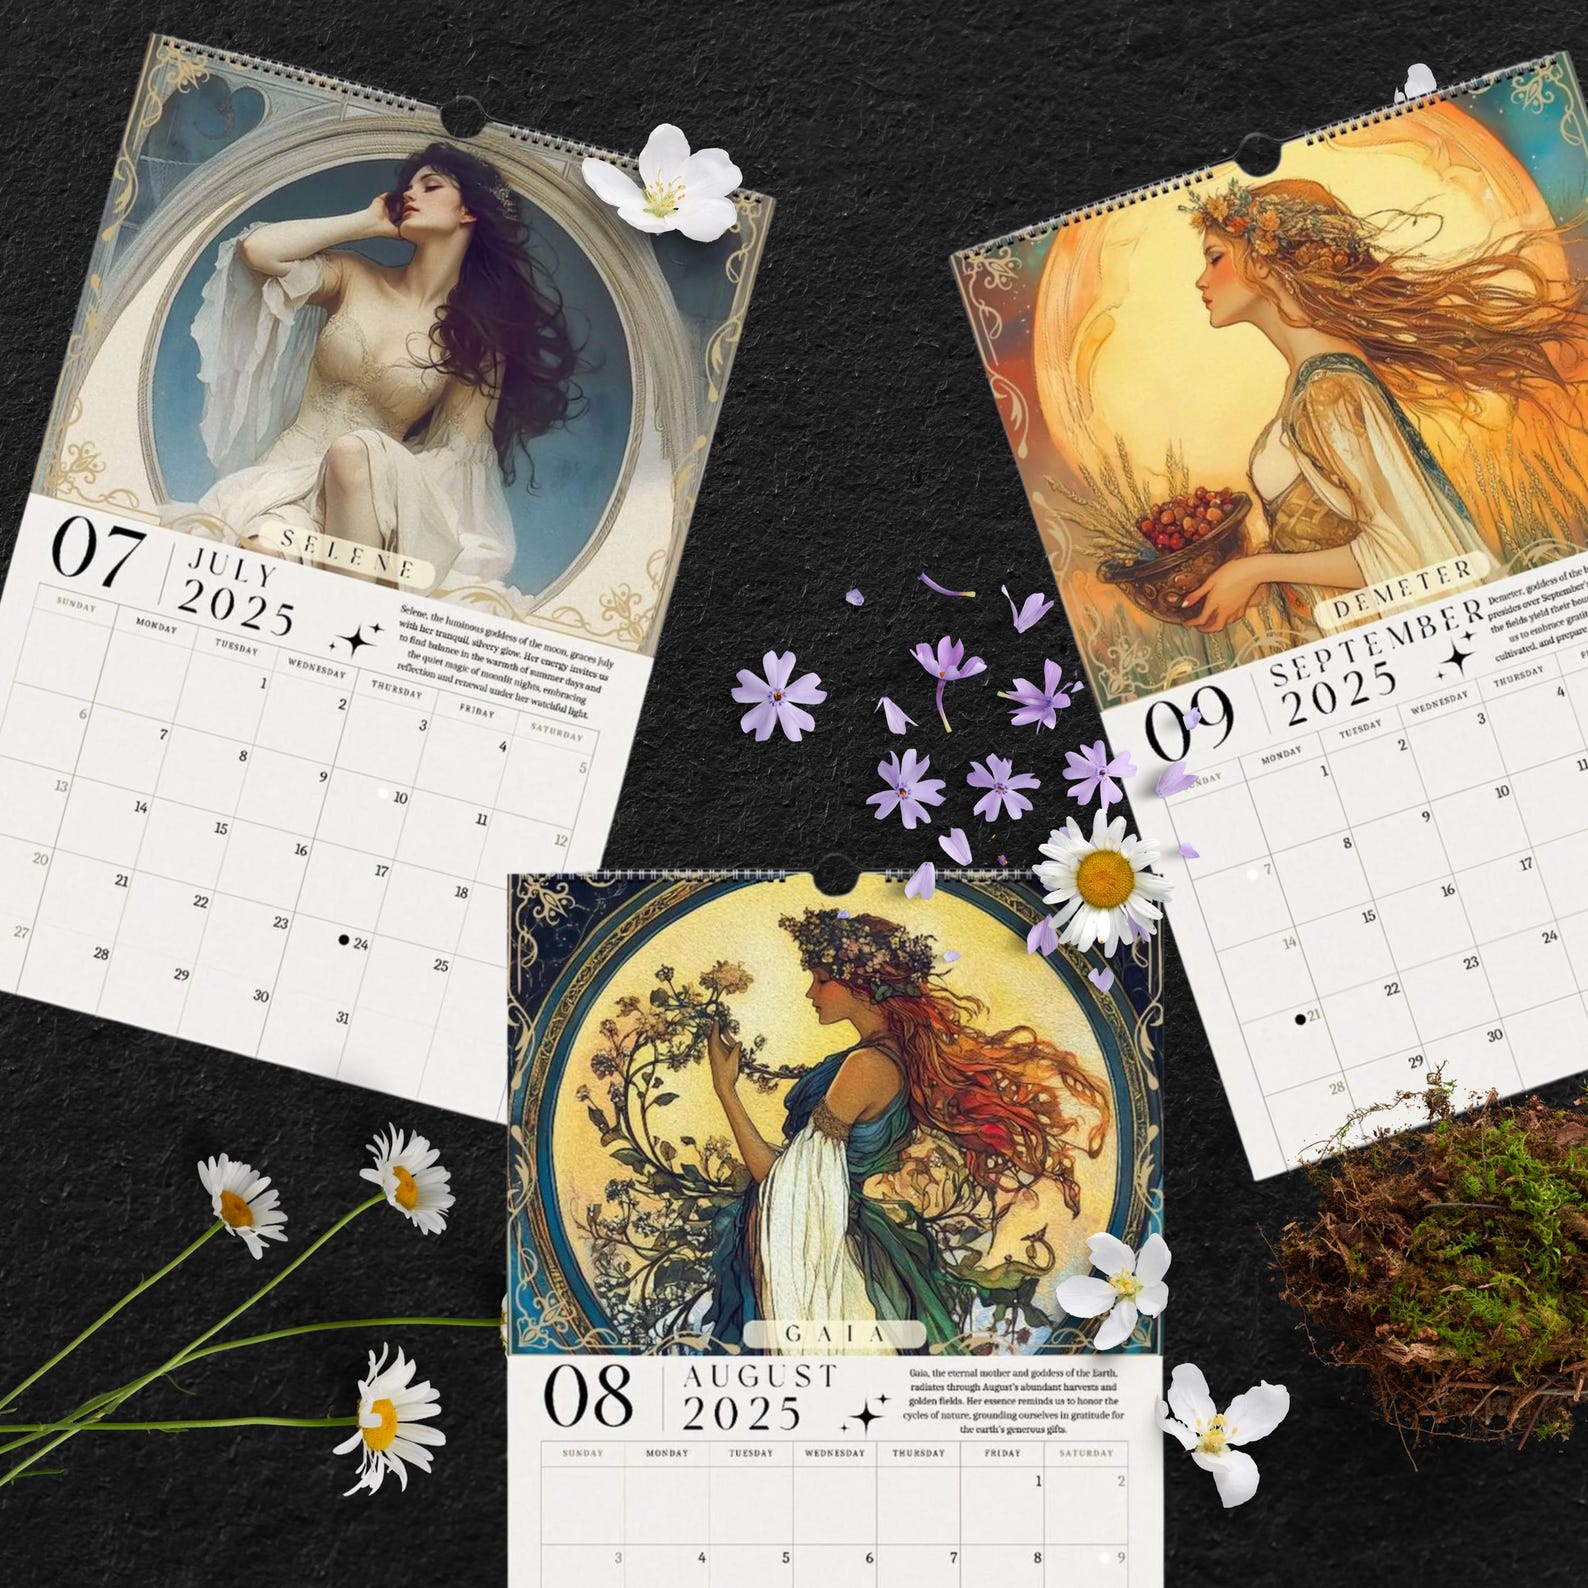 SELENE
07
JULY
2025
Selene, the luminous goddess of the moon, graces July
with her tranquil, silvery glow. Her energy invites us
to find balance in the warmth of summer days and
the quiet magic of moonlit nights, embracing
reflection and renewal under her watchful light.
SUNDAY MONDAY TUESDAY WEDNESDAY THURSDAY FRIDAY SATURDAY
1 2 3 4 5
6 7 8 9 10 11 12
13 14 15 16 17 18
20 21 22 23 24 25
27 28 29 30 31
DEMETER
09
SEPTEMBER
2025
Demeter, goddess of the
presides over September's
the fields yield their
us to embrace
cultivated, and prepare
MONDAY TUESDAY WEDNESDAY THURSDAY
1 2 3 4
7 8 9 10 11
14 15 16 17
21 22 23 24
28 29 30
GAIA
08
AUGUST
2025
Gaia, the eternal mother and goddess of the Earth,
radiates through August's abundant harvests and
golden fields. Her essence reminds us to honor the
cycles of nature, grounding ourselves in gratitude for
the earth's generous gifts.
SUNDAY MONDAY TUESDAY WEDNESDAY THURSDAY FRIDAY SATURDAY
1 2
3 4 5 6 7 8 9